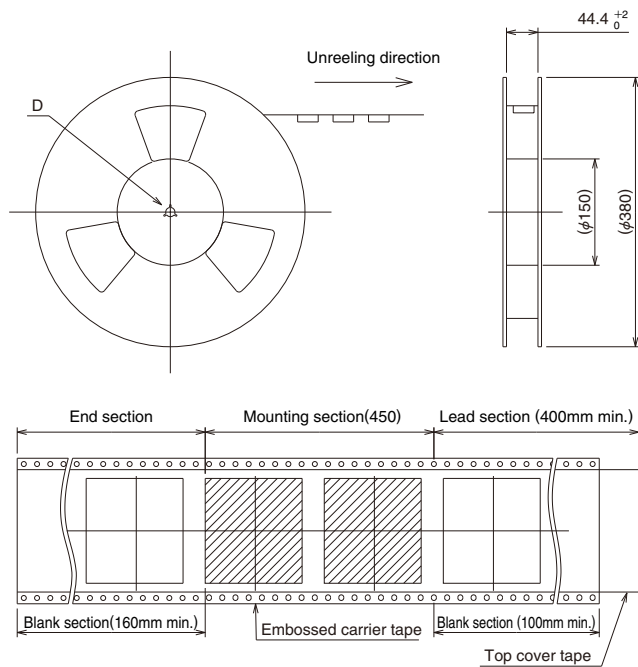 44.4 +2 0
Unreeling direction
D
(φ150)
(φ380)
End section
Mounting section(450)
Lead section (400mm min.)
Blank section(160mm min.)
Embossed carrier tape
Blank section (100mm min.)
Top cover tape